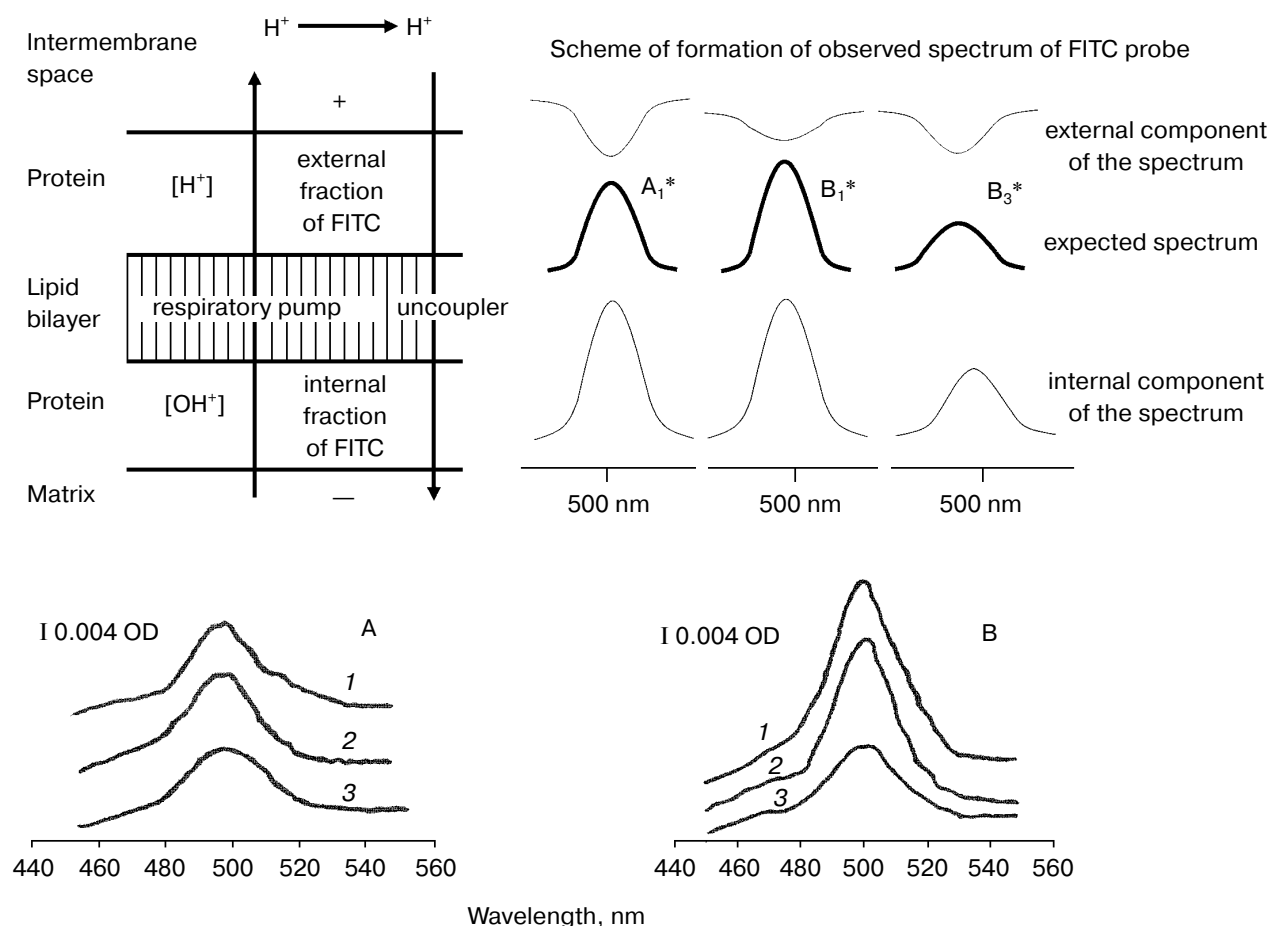 H⁺ H⁺
Intermembrane
space
+
Protein
[H⁺]
external
fraction
of FITC
Lipid
bilayer
respiratory pump
uncoupler
Protein
[OH⁺]
internal
fraction
of FITC
Matrix
—
Scheme of formation of observed spectrum of FITC probe
external component
of the spectrum
A₁*
B₁*
B₃*
expected spectrum
internal component
of the spectrum
500 nm
500 nm
500 nm
I 0.004 OD
A
1
2
3
440 460 480 500 520 540 560
I 0.004 OD
B
1
2
3
440 460 480 500 520 540 560
Wavelength, nm